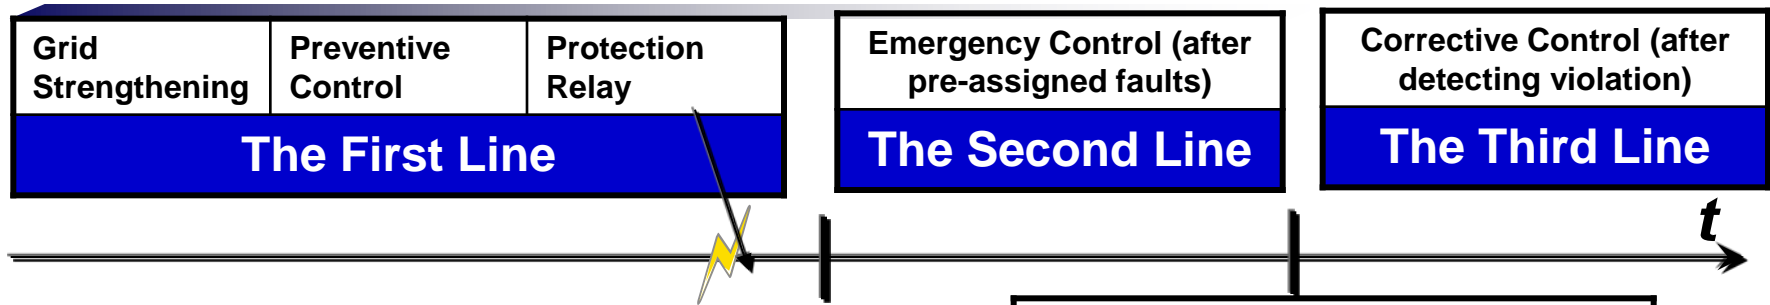 Grid
Strengthening
Preventive
Control
Protection
Relay
The First Line
Emergency Control (after
pre-assigned faults)
The Second Line
Corrective Control (after
detecting violation)
The Third Line
t